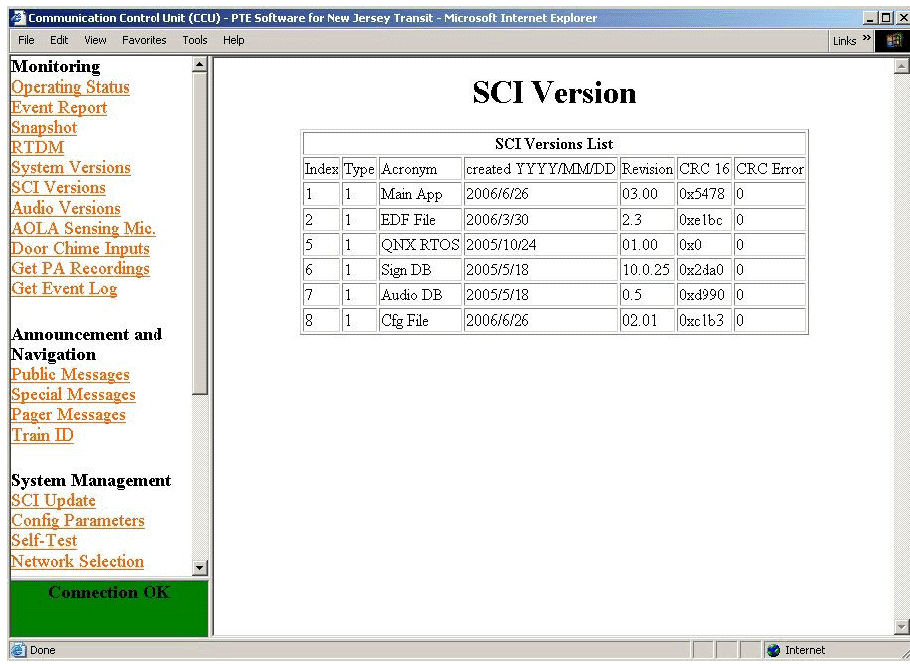 Communication Control Unit (CCU) - PTE Software for New Jersey Transit - Microsoft Internet Explorer
File Edit View Favorites Tools Help
Links »
Monitoring
Operating Status
Event Report
Snapshot
RTDM
System Versions
SCI Versions
Audio Versions
AOLA Sensing Mic.
Door Chime Inputs
Get PA Recordings
Get Event Log
Announcement and
Navigation
Public Messages
Special Messages
Pager Messages
Train ID
System Management
SCI Update
Config Parameters
Self-Test
Network Selection
Connection OK
SCI Version
SCI Versions List
Index Type Acronym created YYYY/MM/DD Revision CRC 16 CRC Error
1 1 Main App 2006/6/26 03.00 0x5478 0
2 1 EDF File 2006/3/30 2.3 0xe1bc 0
5 1 QNX RTOS 2005/10/24 01.00 0x0 0
6 1 Sign DB 2005/5/18 10.0.25 0x2da0 0
7 1 Audio DB 2005/5/18 0.5 0xd990 0
8 1 Cfg File 2006/6/26 02.01 0xc1b3 0
Done
Internet